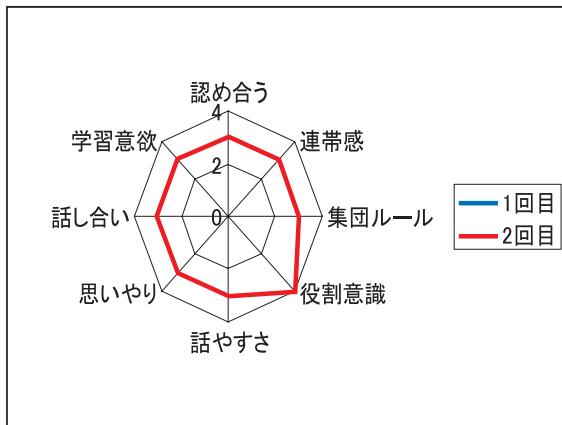 認め合う
4
学習意欲
連帯感
2
話し合い
0
集団ルール
1回目
2回目
思いやり
役割意識
話やすさ